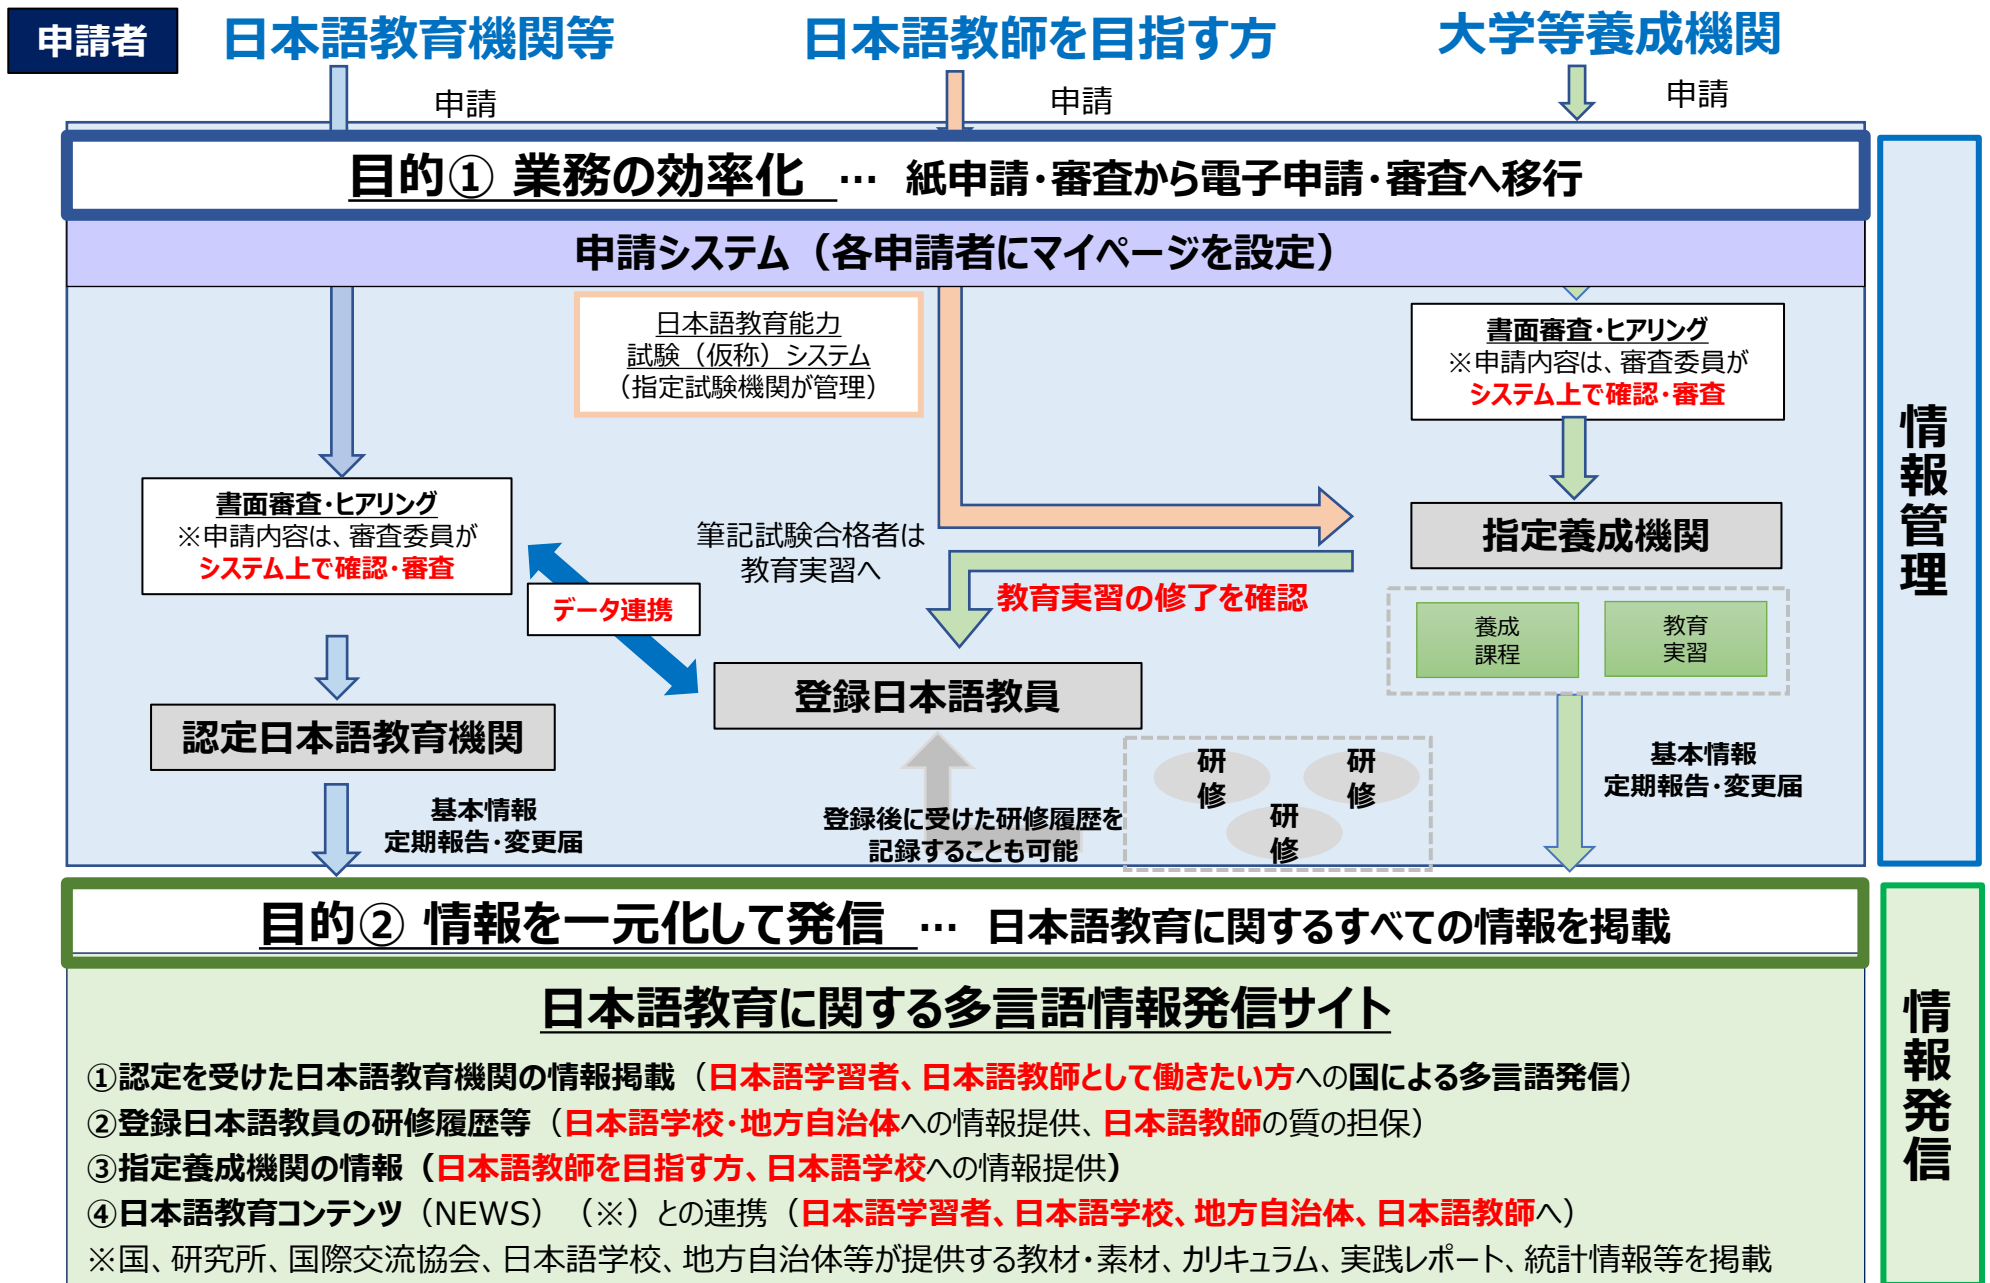 申請者
日本語教育機関等
日本語教師を目指す方
大学等養成機関
申請
申請
申請
目的① 業務の効率化 … 紙申請・審査から電子申請・審査へ移行
申請システム（各申請者にマイページを設定）
日本語教育能力
試験（仮称）システム
（指定試験機関が管理）
書面審査・ヒアリング
※申請内容は、審査委員が
システム上で確認・審査
情報管理
書面審査・ヒアリング
※申請内容は、審査委員が
システム上で確認・審査
筆記試験合格者は
教育実習へ
指定養成機関
データ連携
教育実習の修了を確認
養成
課程
教育
実習
登録日本語教員
認定日本語教育機関
研
修
研
修
研
修
基本情報
定期報告・変更届
基本情報
定期報告・変更届
登録後に受けた研修履歴を
記録することも可能
目的② 情報を一元化して発信 … 日本語教育に関するすべての情報を掲載
日本語教育に関する多言語情報発信サイト
情報発信
①認定を受けた日本語教育機関の情報掲載（日本語学習者、日本語教師として働きたい方への国による多言語発信）
②登録日本語教員の研修履歴等（日本語学校・地方自治体への情報提供、日本語教師の質の担保）
③指定養成機関の情報（日本語教師を目指す方、日本語学校への情報提供）
④日本語教育コンテンツ（NEWS）（※）との連携（日本語学習者、日本語学校、地方自治体、日本語教師へ）
※国、研究所、国際交流協会、日本語学校、地方自治体等が提供する教材・素材、カリキュラム、実践レポート、統計情報等を掲載